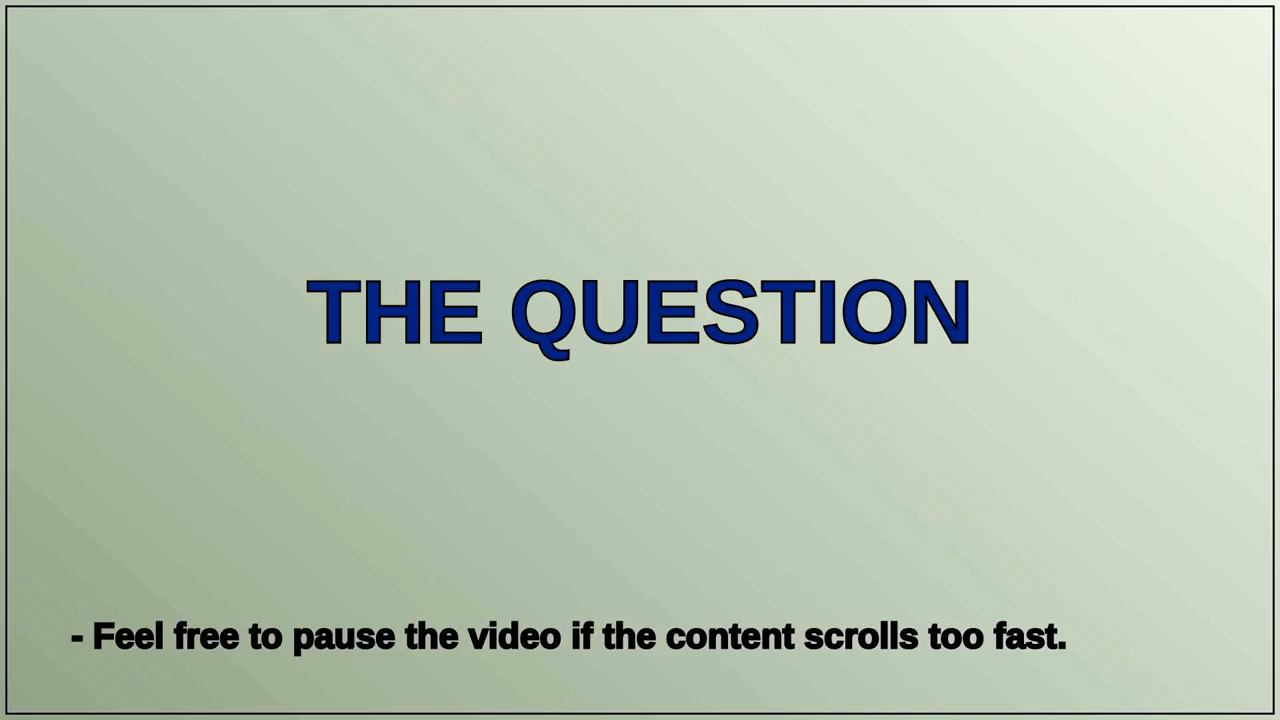 THE QUESTION
- Feel free to pause the video if the content scrolls too fast.